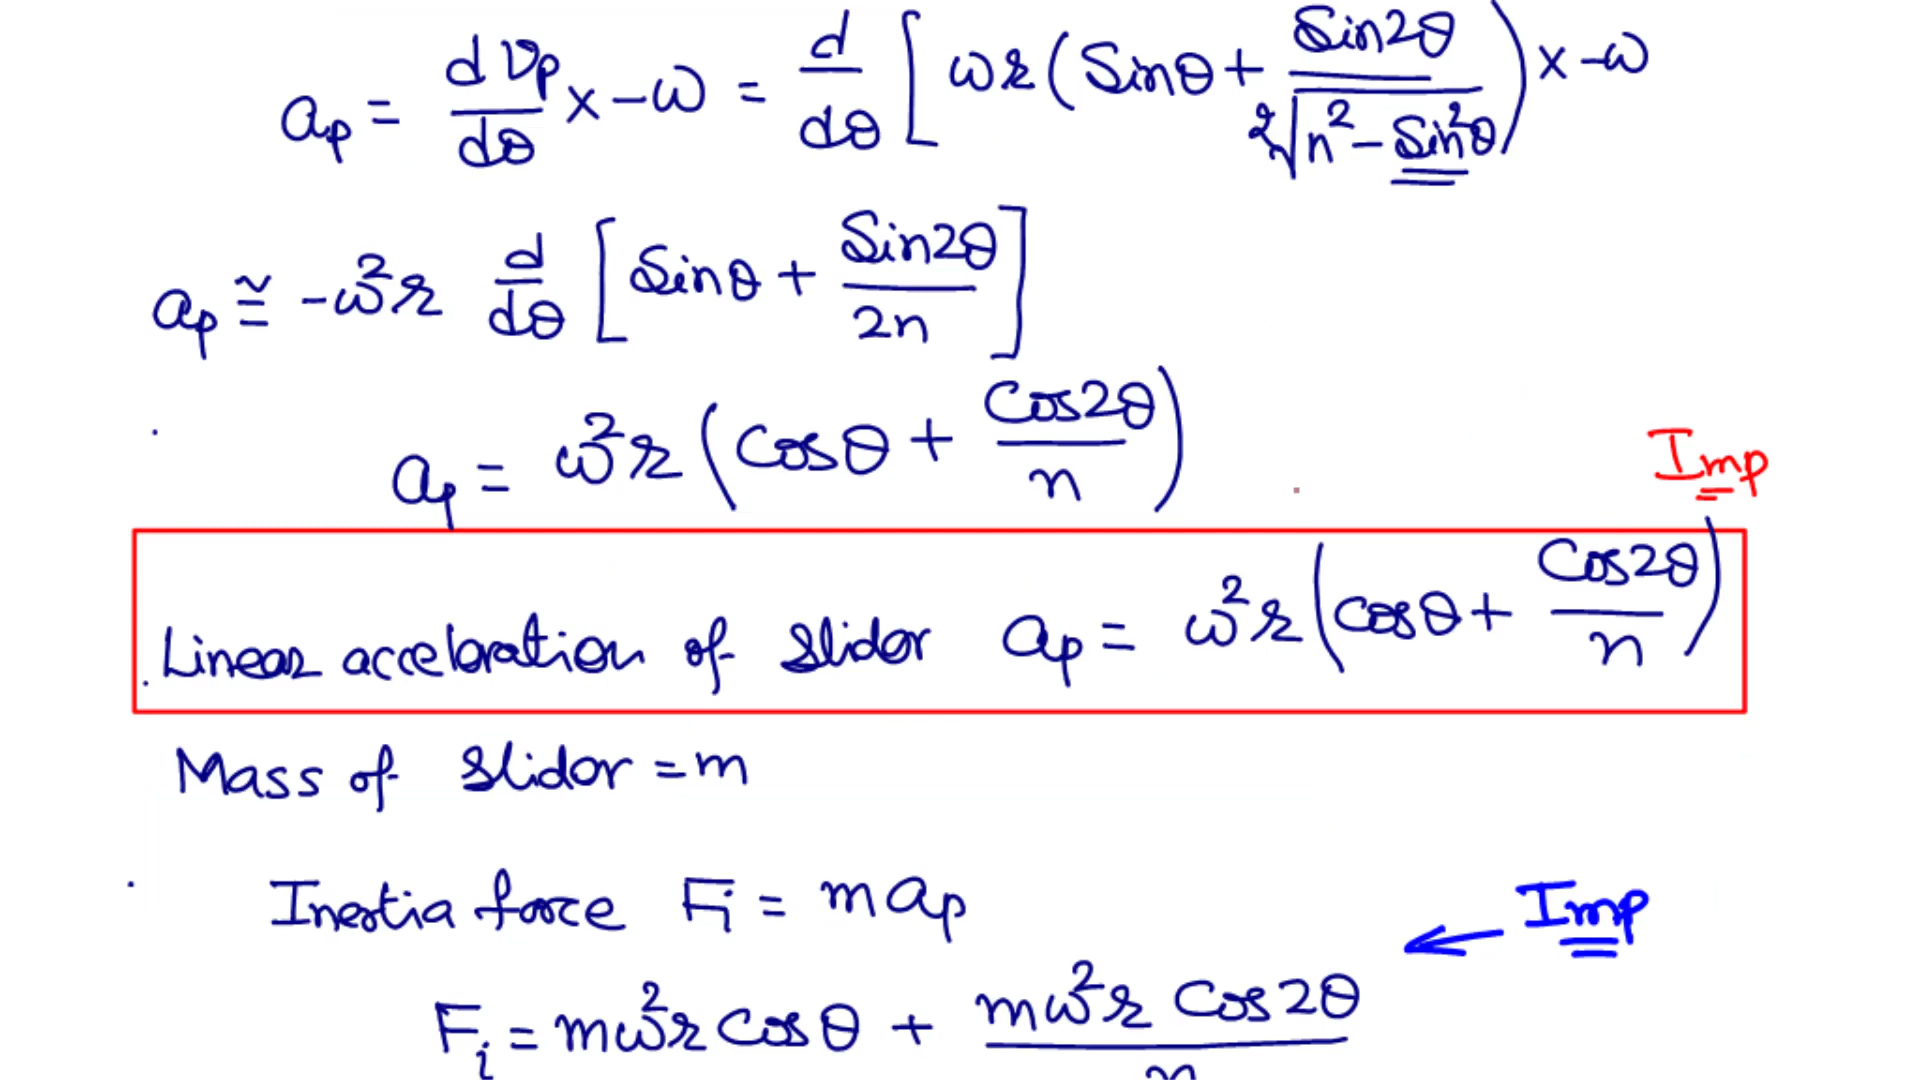 aₚ = dVₚ/dθ × -ω = d/dθ [ ωr ( Sinθ + Sin2θ / 2√(n² - Sin²θ) ) × -ω
aₚ ≅ -ω²r d/dθ [ Sinθ + Sin2θ/2n ]
aₚ = ω²r ( Cosθ + Cos2θ/n )
Imp
Linear acceleration of Slidor aₚ = ω²r ( Cosθ + Cos2θ/n )
Mass of Slidor = m
Inertia force Fᵢ = m aₚ
Imp
Fᵢ = mω²r Cosθ + mω²r Cos2θ / n